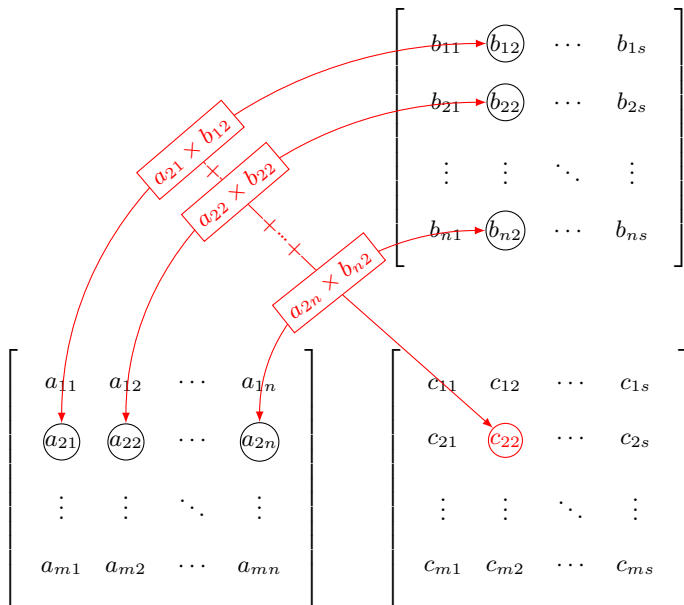 b₁₁ b₁₂ ⋯ b₁ₛ
b₂₁ b₂₂ ⋯ b₂ₛ
⋮ ⋮ ⋱ ⋮
bₙ₁ bₙ₂ ⋯ bₙₛ
a₂₁ × b₁₂
+
a₂₂ × b₂₂
+ ... +
a₂ₙ × bₙ₂
a₁₁ a₁₂ ⋯ a₁ₙ
a₂₁ a₂₂ ⋯ a₂ₙ
⋮ ⋮ ⋱ ⋮
aₘ₁ aₘ₂ ⋯ aₘₙ
c₁₁ c₁₂ ⋯ c₁ₛ
c₂₁ c₂₂ ⋯ c₂ₛ
⋮ ⋮ ⋱ ⋮
cₘ₁ cₘ₂ ⋯ cₘₛ